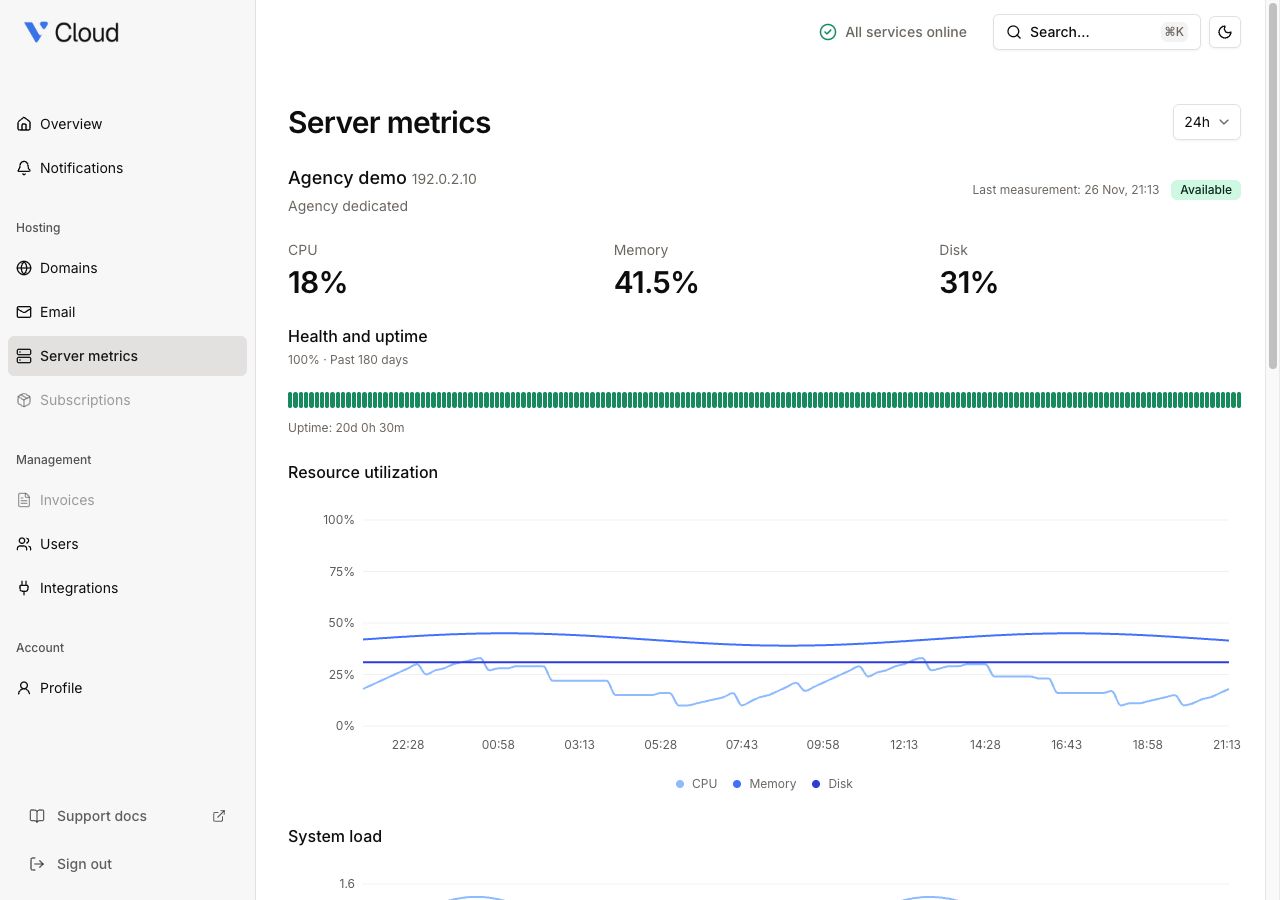 Cloud
All services online
Search...
⌘K
Overview
Notifications
Hosting
Domains
Email
Server metrics
Subscriptions
Management
Invoices
Users
Integrations
Account
Profile
Support docs
Sign out
Server metrics
24h
Agency demo 192.0.2.10
Agency dedicated
Last measurement: 26 Nov, 21:13
Available
CPU
18%
Memory
41.5%
Disk
31%
Health and uptime
100% · Past 180 days
Uptime: 20d 0h 30m
Resource utilization
100%
75%
50%
25%
0%
22:28 00:58 03:13 05:28 07:43 09:58 12:13 14:28 16:43 18:58 21:13
CPU Memory Disk
System load
1.6